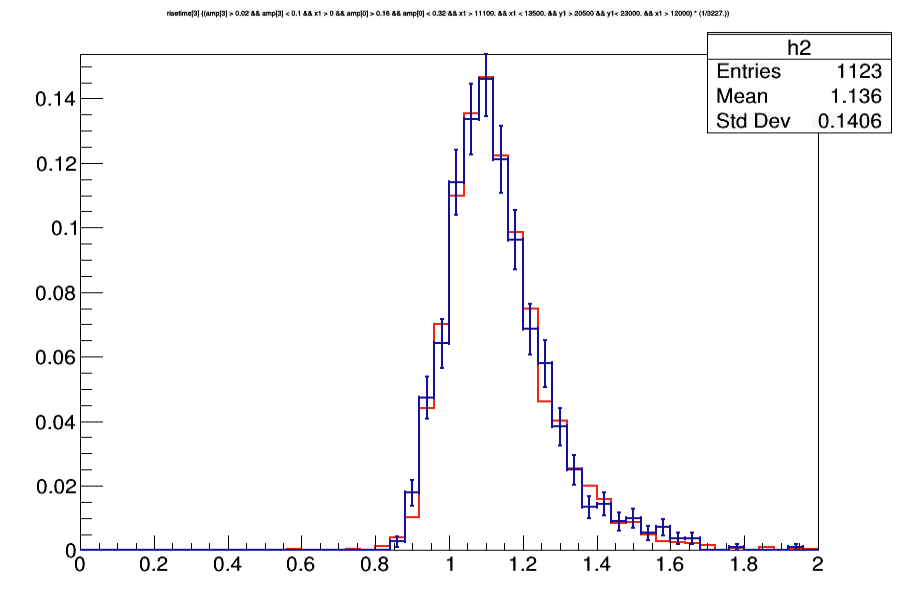 risetime[3] {(amp[3] > 0.02 && amp[3] < 0.1 && x1 > 0 && amp[0] > 0.16 && amp[0] < 0.32 && x1 > 11100. && x1 < 13500. && y1 > 20500 && y1< 23000. && x1 > 12000) * (1/3227.)}
h2
Entries 1123
Mean 1.136
Std Dev 0.1406
0.14
0.12
0.1
0.08
0.06
0.04
0.02
0
0 0.2 0.4 0.6 0.8 1 1.2 1.4 1.6 1.8 2